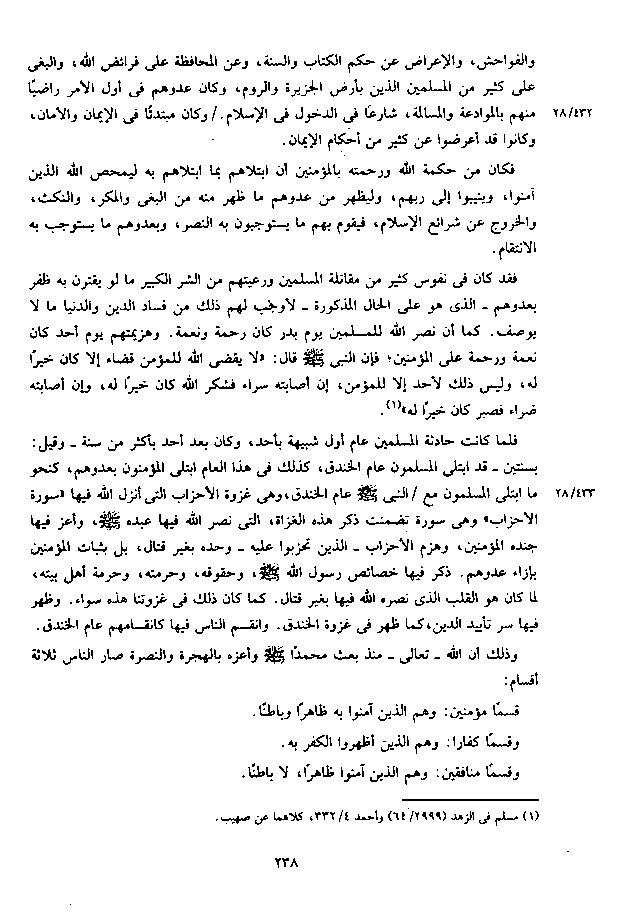 والفواحش، والإعراض عن حكم الكتاب والسنة، وعن المحافظة على فرائض الله، والبغى
على كثير من المسلمين الذين بأرض الجزيرة والروم، وكان عدوهم فى أول الأمر راضيًا
منهم بالموادعة والمسالمة، شارعًا فى الدخول فى الإسلام. / وكان مبتدئًا فى الإيمان والأمان، ٢٨/٤٣٢
وكانوا قد أعرضوا عن كثير من أحكام الإيمان.
فكان من حكمة الله ورحمته بالمؤمنين أن ابتلاهم بما ابتلاهم به ليمحص الله الذين
آمنوا، وينيبوا إلى ربهم، وليظهر من عدوهم ما ظهر منه من البغى والمكر، والنكث،
والخروج عن شرائع الإسلام، فيقوم بهم ما يستوجبون به النصر، وبعدوهم ما يستوجب به
الانتقام.
فقد كان فى نفوس كثير من مقاتلة المسلمين ورعيتهم من الشر الكبير ما لو يقترن به ظفر
بعدوهم ـ الذى هو على الحال المذكورة ـ لأوجب لهم ذلك من فساد الدين والدنيا ما لا
يوصف. كما أن نصر الله للمسلمين يوم بدر كان رحمة ونعمة. وهزيمتهم يوم أحد كان
نعمة ورحمة على المؤمنين؛ فإن النبى ﷺ قال: «لا يقضى الله للمؤمن قضاء إلا كان خيرًا
له، وليس ذلك لأحد إلا للمؤمن، إن أصابته سراء فشكر الله كان خيرًا له، وإن أصابته
ضراء فصبر كان خيرًا له»(١).
فلما كانت حادثة المسلمين عام أول شبيهة بأحد، وكان بعد أحد بأكثر من سنة ـ وقيل:
بسنتين ـ قد ابتلى المسلمون عام الخندق، كذلك فى هذا العام ابتلى المؤمنون بعدوهم، كنحو
ما ابتلى المسلمون مع / النبى ﷺ عام الخندق، وهى غزوة الأحزاب التى أنزل الله فيها «سورة ٢٨/٤٣٣
الأحزاب» وهى سورة تضمنت ذكر هذه الغزاة، التى نصر الله فيها عبده ﷺ، وأعز فيها
جنده المؤمنين، وهزم الأحزاب ـ الذين تحزبوا عليه ـ وحده بغير قتال، بل بثبات المؤمنين
بإزاء عدوهم. ذكر فيها خصائص رسول الله ﷺ، وحقوقه، وحرمته، وحرمة أهل بيته،
لما كان هو القلب الذى نصره الله فيها بغير قتال. كما كان ذلك فى غزوتنا هذه سواء. وظهر
فيها سر تأييد الدين، كما ظهر فى غزوة الخندق. وانقسم الناس فيها كانقسامهم عام الخندق.
وذلك أن الله ـ تعالى ـ منذ بعث محمدًا ﷺ وأعزه بالهجرة والنصرة صار الناس ثلاثة
أقسام:
قسمًا مؤمنين: وهم الذين آمنوا به ظاهرًا وباطنًا.
وقسمًا كفارا: وهم الذين أظهروا الكفر به.
وقسمًا منافقين: وهم الذين آمنوا ظاهرًا، لا باطنًا.
(١) مسلم فى الزهد (٢٩٩٩/ ٦٤) وأحمد ٤/ ٣٣٢، كلاهما عن صهيب.
٢٣٨